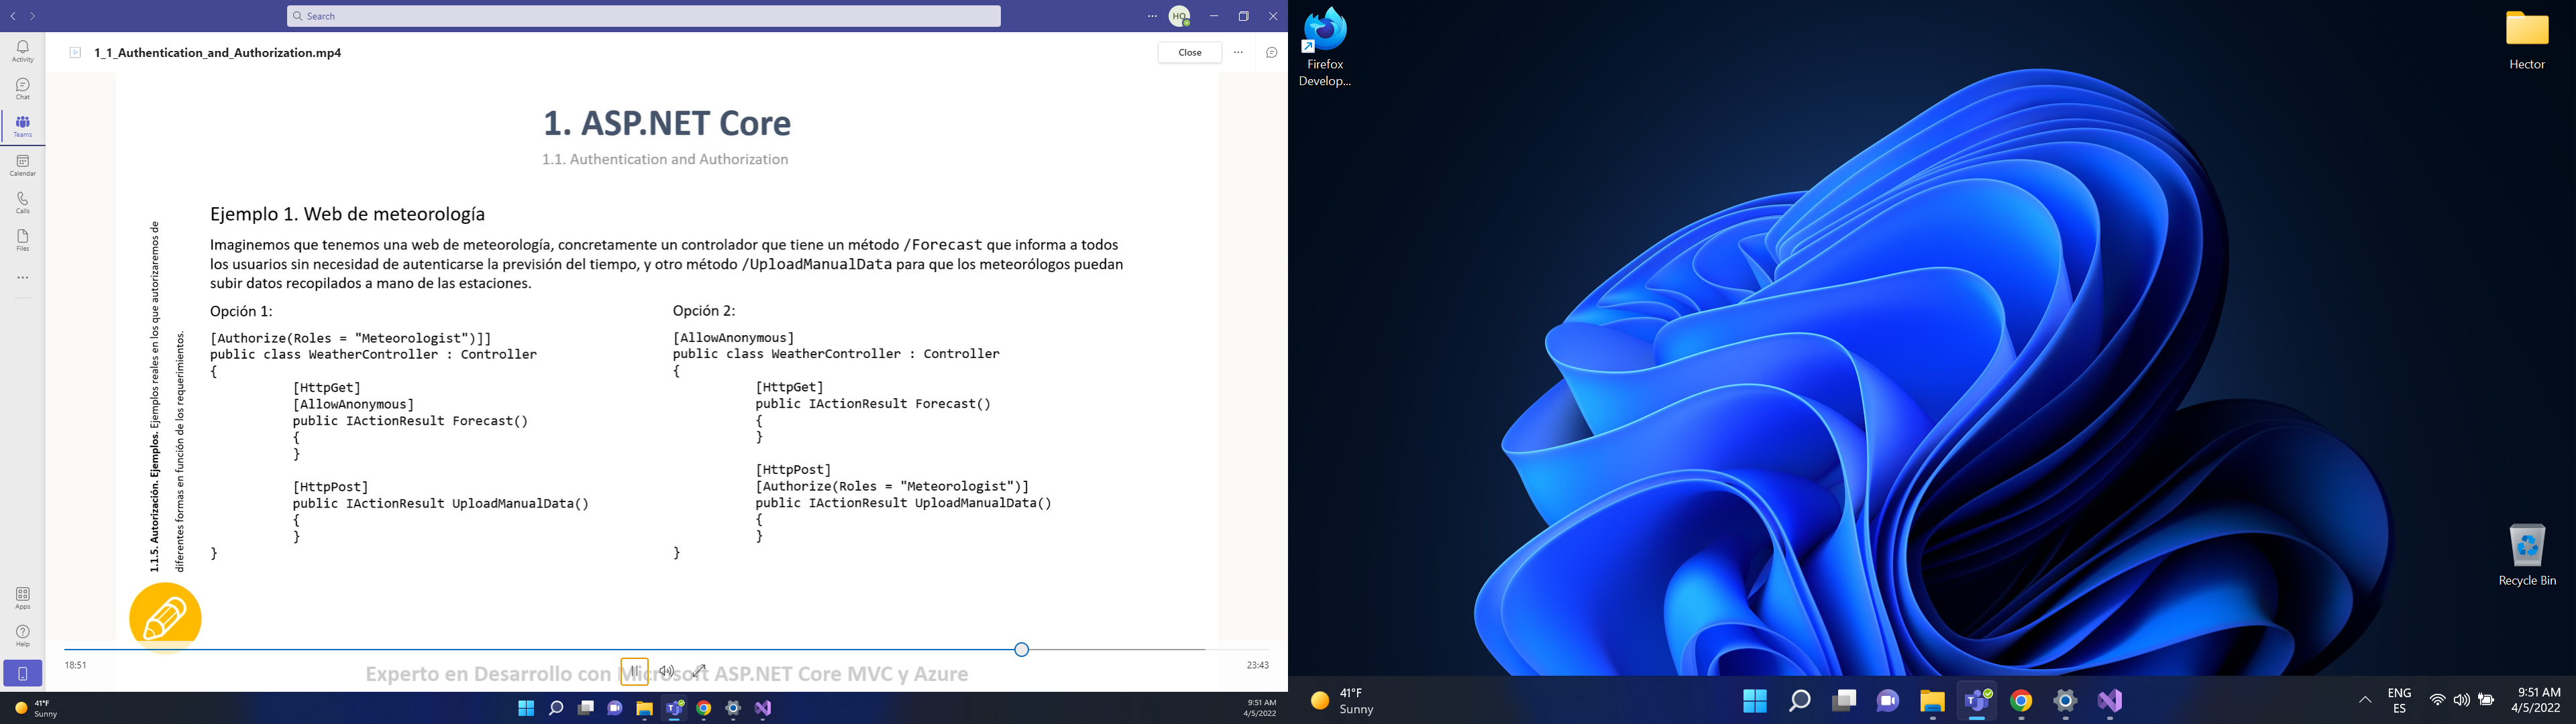 Search
HQ
Activity
Chat
Teams
Calendar
Calls
Files
Apps
Help
1_1_Authentication_and_Authorization.mp4
Close
1. ASP.NET Core
1.1. Authentication and Authorization
1.1.5. Autorización. Ejemplos. Ejemplos reales en los que autorizaremos de
diferentes formas en función de los requerimientos.
Ejemplo 1. Web de meteorología
Imaginemos que tenemos una web de meteorología, concretamente un controlador que tiene un método /Forecast que informa a todos
los usuarios sin necesidad de autenticarse la previsión del tiempo, y otro método /UploadManualData para que los meteorólogos puedan
subir datos recopilados a mano de las estaciones.
Opción 1:
[Authorize(Roles = "Meteorologist")]]
public class WeatherController : Controller
{
[HttpGet]
[AllowAnonymous]
public IActionResult Forecast()
{
}
[HttpPost]
public IActionResult UploadManualData()
{
}
}
Opción 2:
[AllowAnonymous]
public class WeatherController : Controller
{
[HttpGet]
public IActionResult Forecast()
{
}
[HttpPost]
[Authorize(Roles = "Meteorologist")]
public IActionResult UploadManualData()
{
}
}
18:51
23:43
Experto en Desarrollo con Microsoft ASP.NET Core MVC y Azure
41°F
Sunny
9:51 AM
4/5/2022
Firefox
Develop...
Hector
Recycle Bin
41°F
Sunny
ENG
ES
9:51 AM
4/5/2022